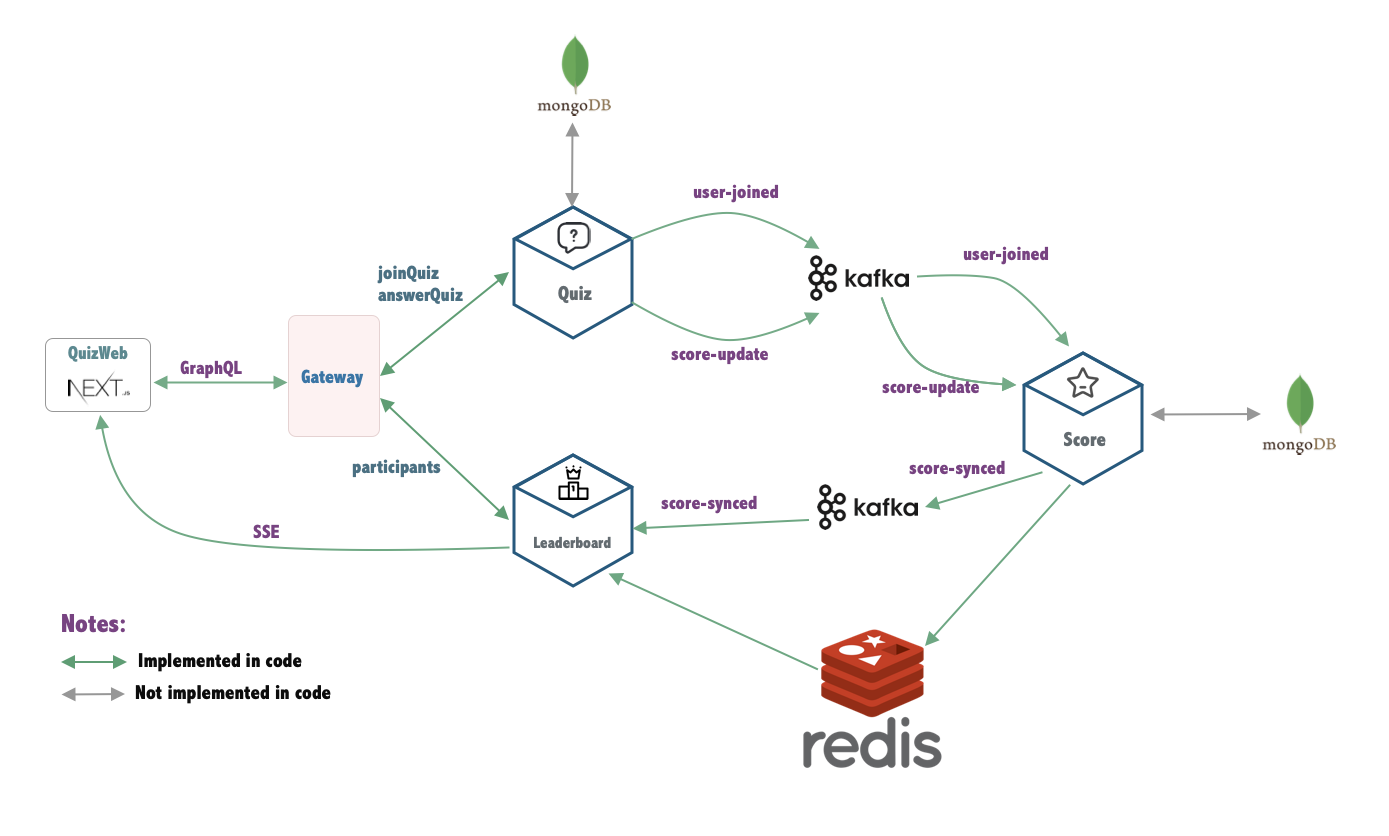 mongoDB
user-joined
user-joined
joinQuiz
answerQuiz
kafka
Quiz
QuizWeb
NEXT
.JS
GraphQL
Gateway
score-update
score-update
Score
mongoDB
participants
score-synced
score-synced
kafka
1
Leaderboard
SSE
Notes:
Implemented in code
Not implemented in code
redis